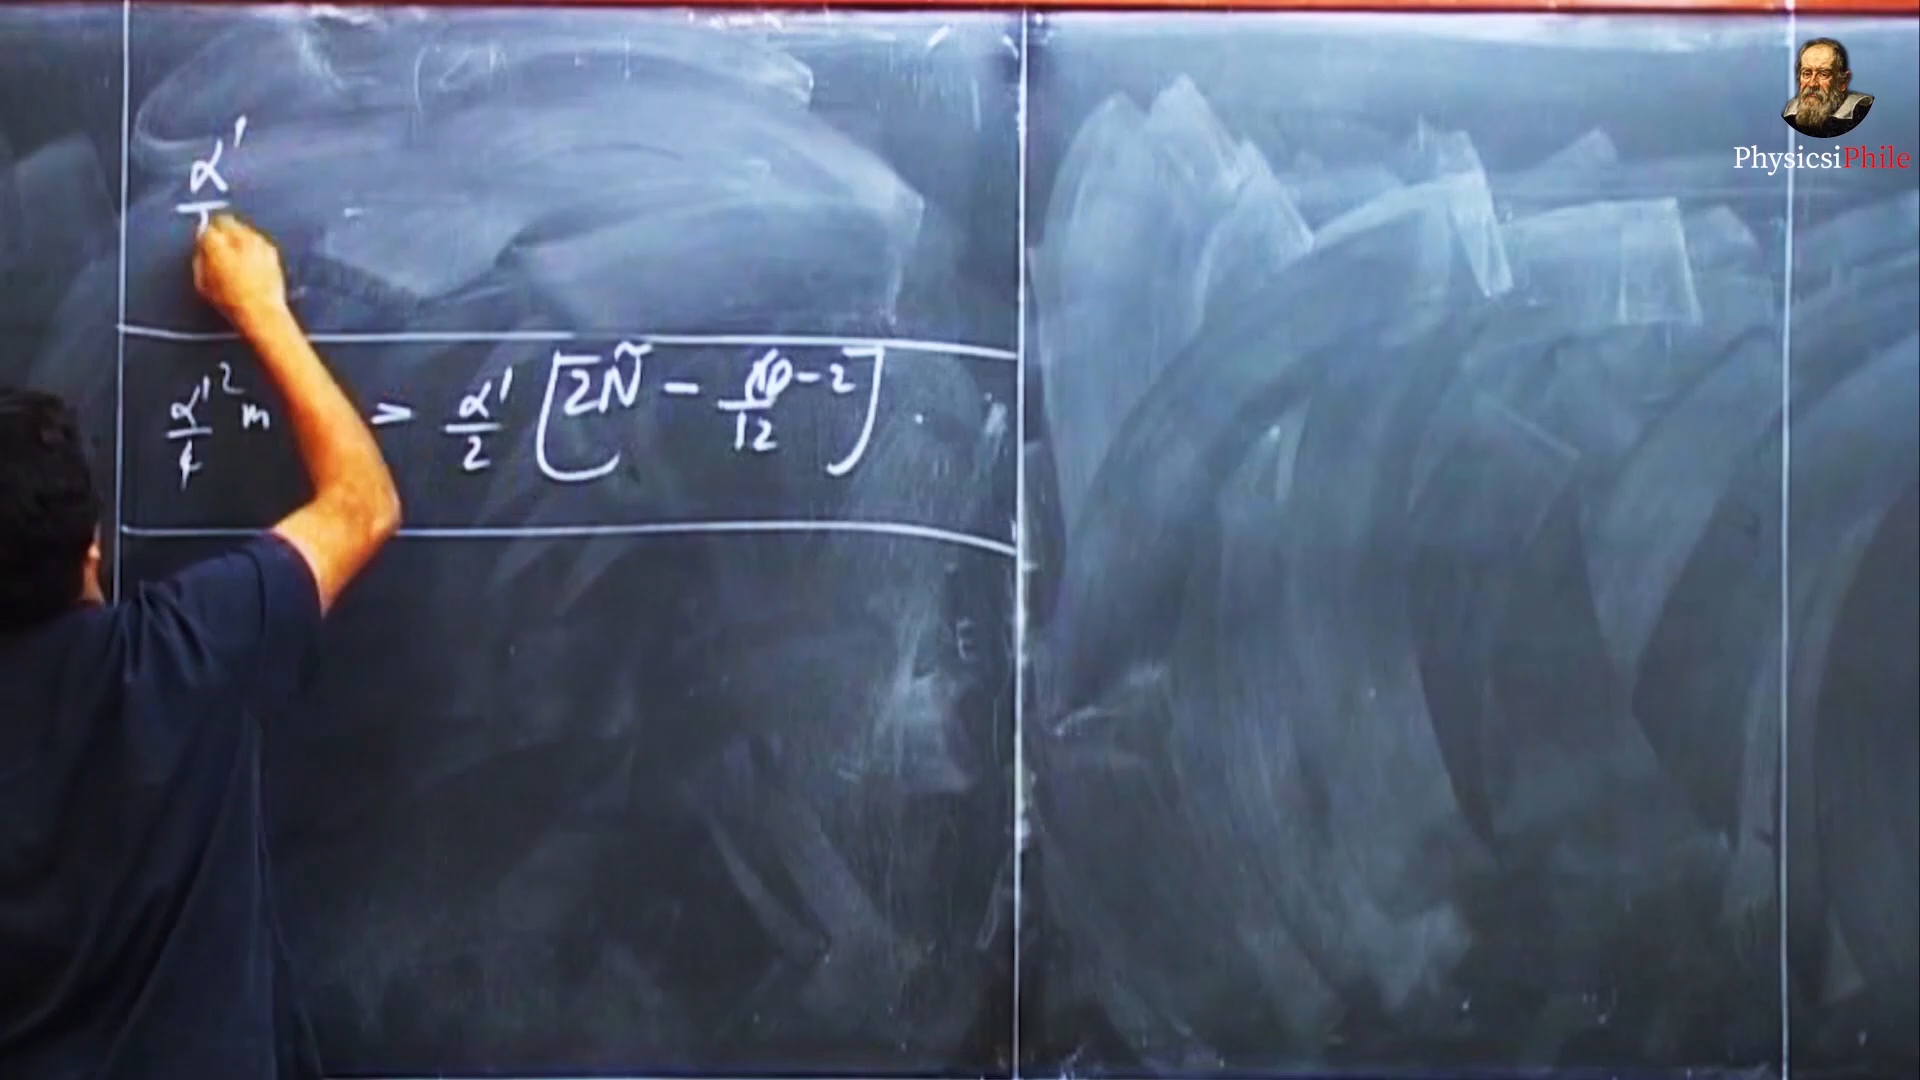 α'
PhysicsiPhile
α'² m > α'/2 [2Ñ − D-2/12]